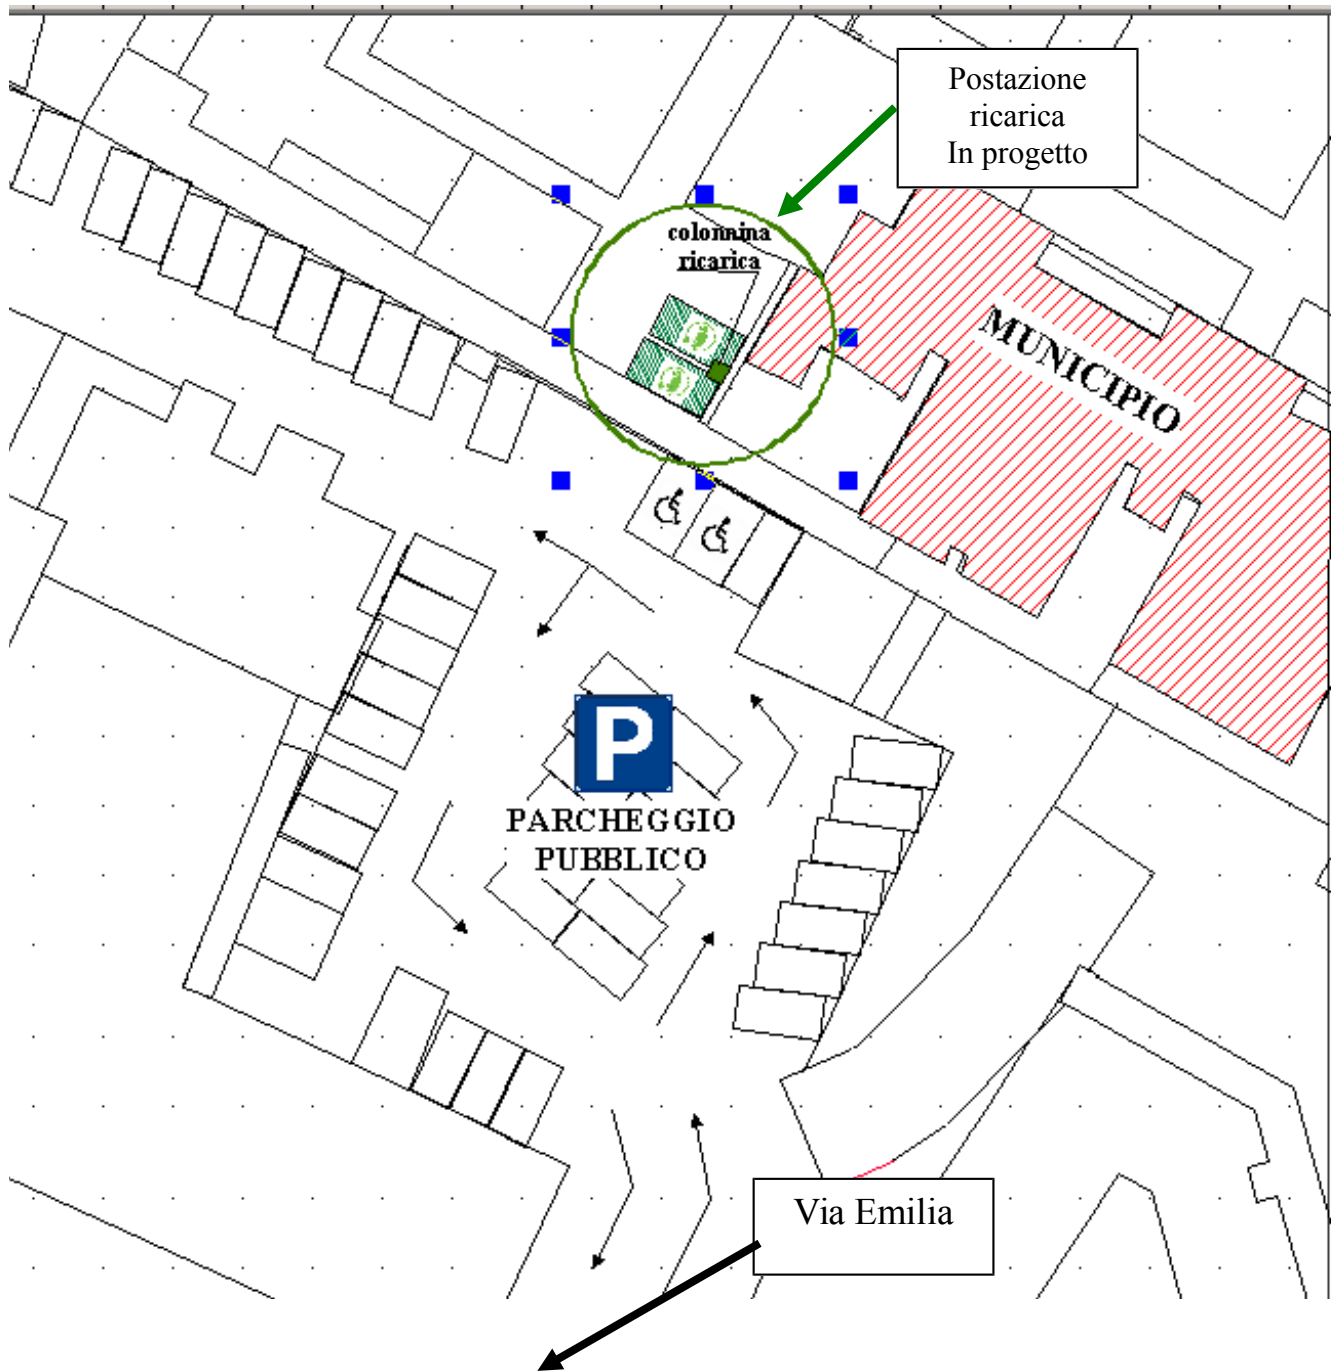 Postazione
ricarica
In progetto
colonnina
ricarica
MUNICIPIO
P
PARCHEGGIO
PUBBLICO
Via Emilia